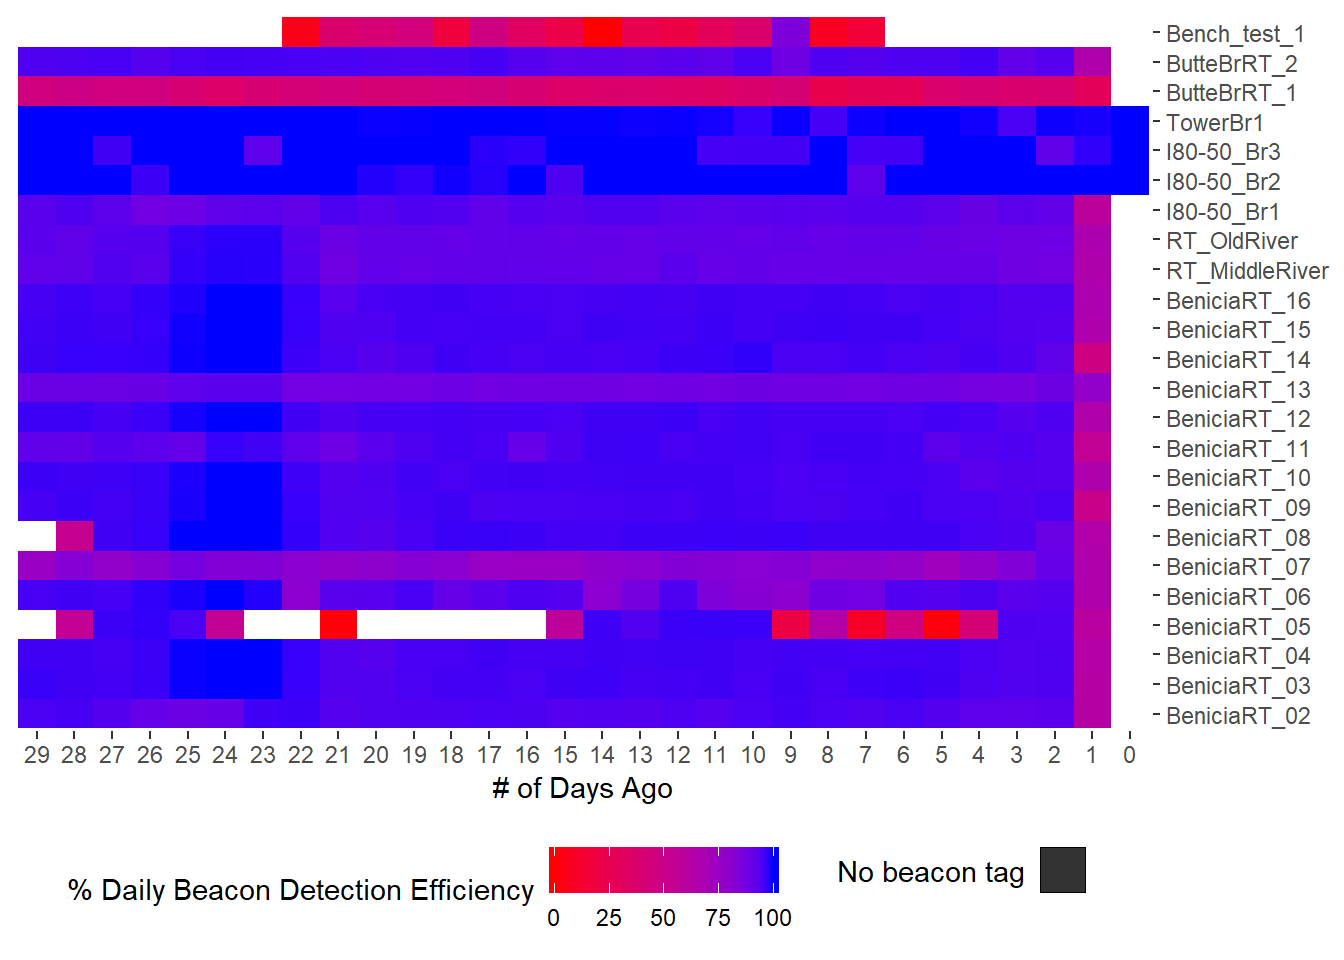 Bench_test_1
ButteBrRT_2
ButteBrRT_1
TowerBr1
I80-50_Br3
I80-50_Br2
I80-50_Br1
RT_OldRiver
RT_MiddleRiver
BeniciaRT_16
BeniciaRT_15
BeniciaRT_14
BeniciaRT_13
BeniciaRT_12
BeniciaRT_11
BeniciaRT_10
BeniciaRT_09
BeniciaRT_08
BeniciaRT_07
BeniciaRT_06
BeniciaRT_05
BeniciaRT_04
BeniciaRT_03
BeniciaRT_02
29 28 27 26 25 24 23 22 21 20 19 18 17 16 15 14 13 12 11 10 9 8 7 6 5 4 3 2 1 0
# of Days Ago
% Daily Beacon Detection Efficiency
0 25 50 75 100
No beacon tag